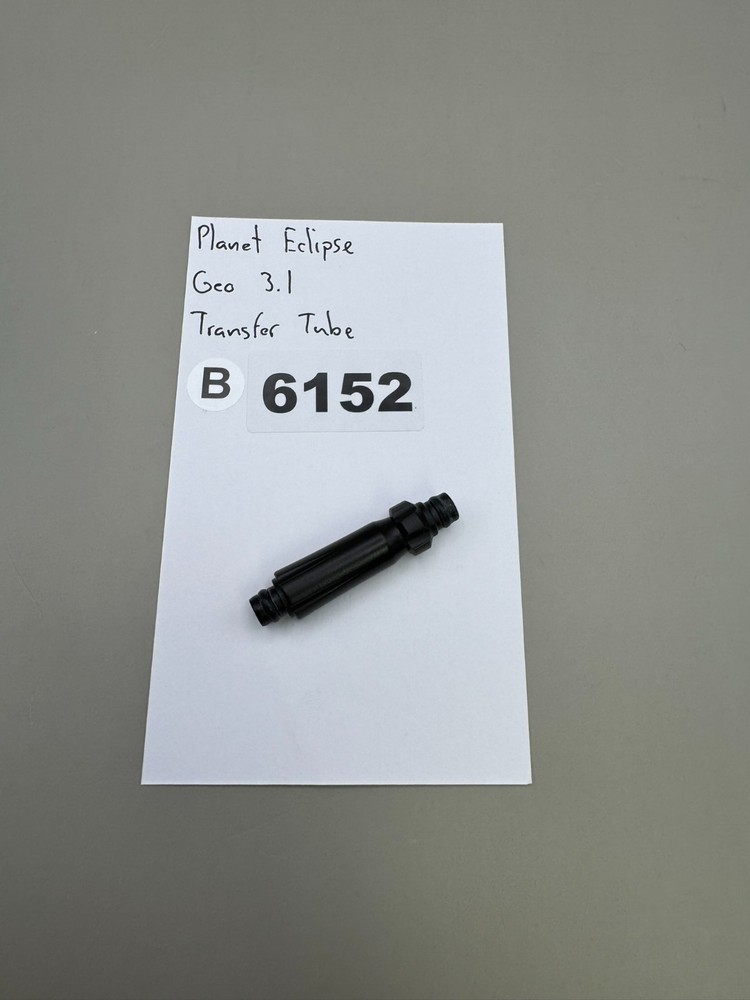 Planet Eclipse
Geo 3.1
Transfer Tube
B 6152